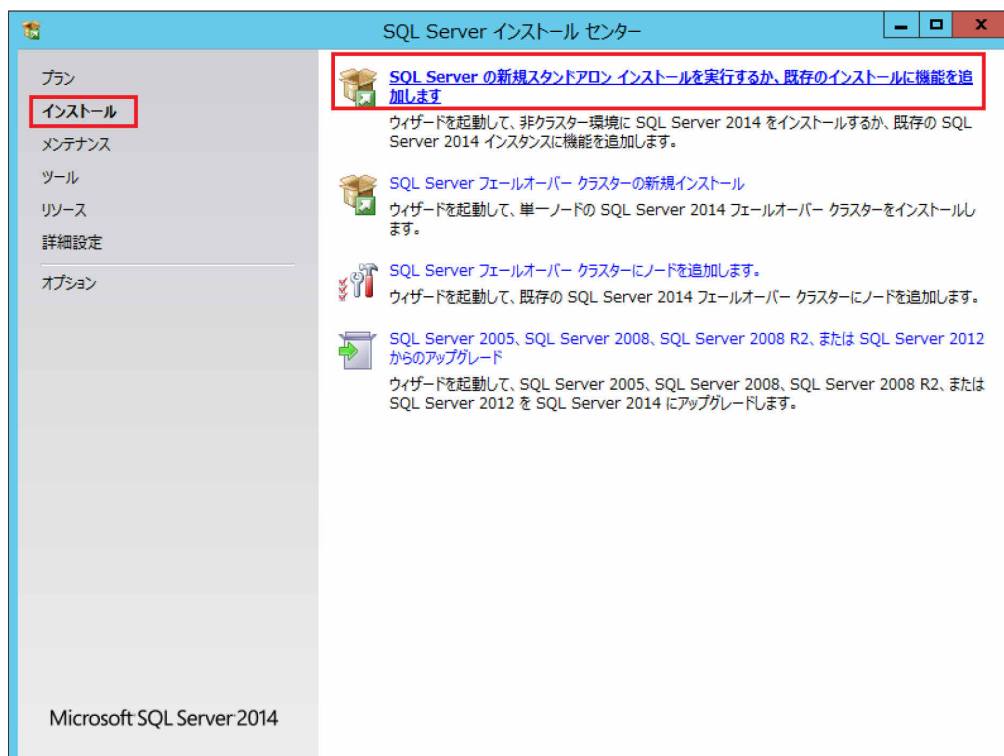 SQL Server インストール センター
プラン
インストール
メンテナンス
ツール
リソース
詳細設定
オプション
SQL Server の新規スタンドアロン インストールを実行するか、既存のインストールに機能を追
加します
ウィザードを起動して、非クラスター環境に SQL Server 2014 をインストールするか、既存の SQL
Server 2014 インスタンスに機能を追加します。
SQL Server フェールオーバー クラスターの新規インストール
ウィザードを起動して、単一ノードの SQL Server 2014 フェールオーバー クラスターをインストールし
ます。
SQL Server フェールオーバー クラスターにノードを追加します。
ウィザードを起動して、既存の SQL Server 2014 フェールオーバー クラスターにノードを追加します。
SQL Server 2005、SQL Server 2008、SQL Server 2008 R2、または SQL Server 2012
からのアップグレード
ウィザードを起動して、SQL Server 2005、SQL Server 2008、SQL Server 2008 R2、または
SQL Server 2012 を SQL Server 2014 にアップグレードします。
Microsoft SQL Server 2014